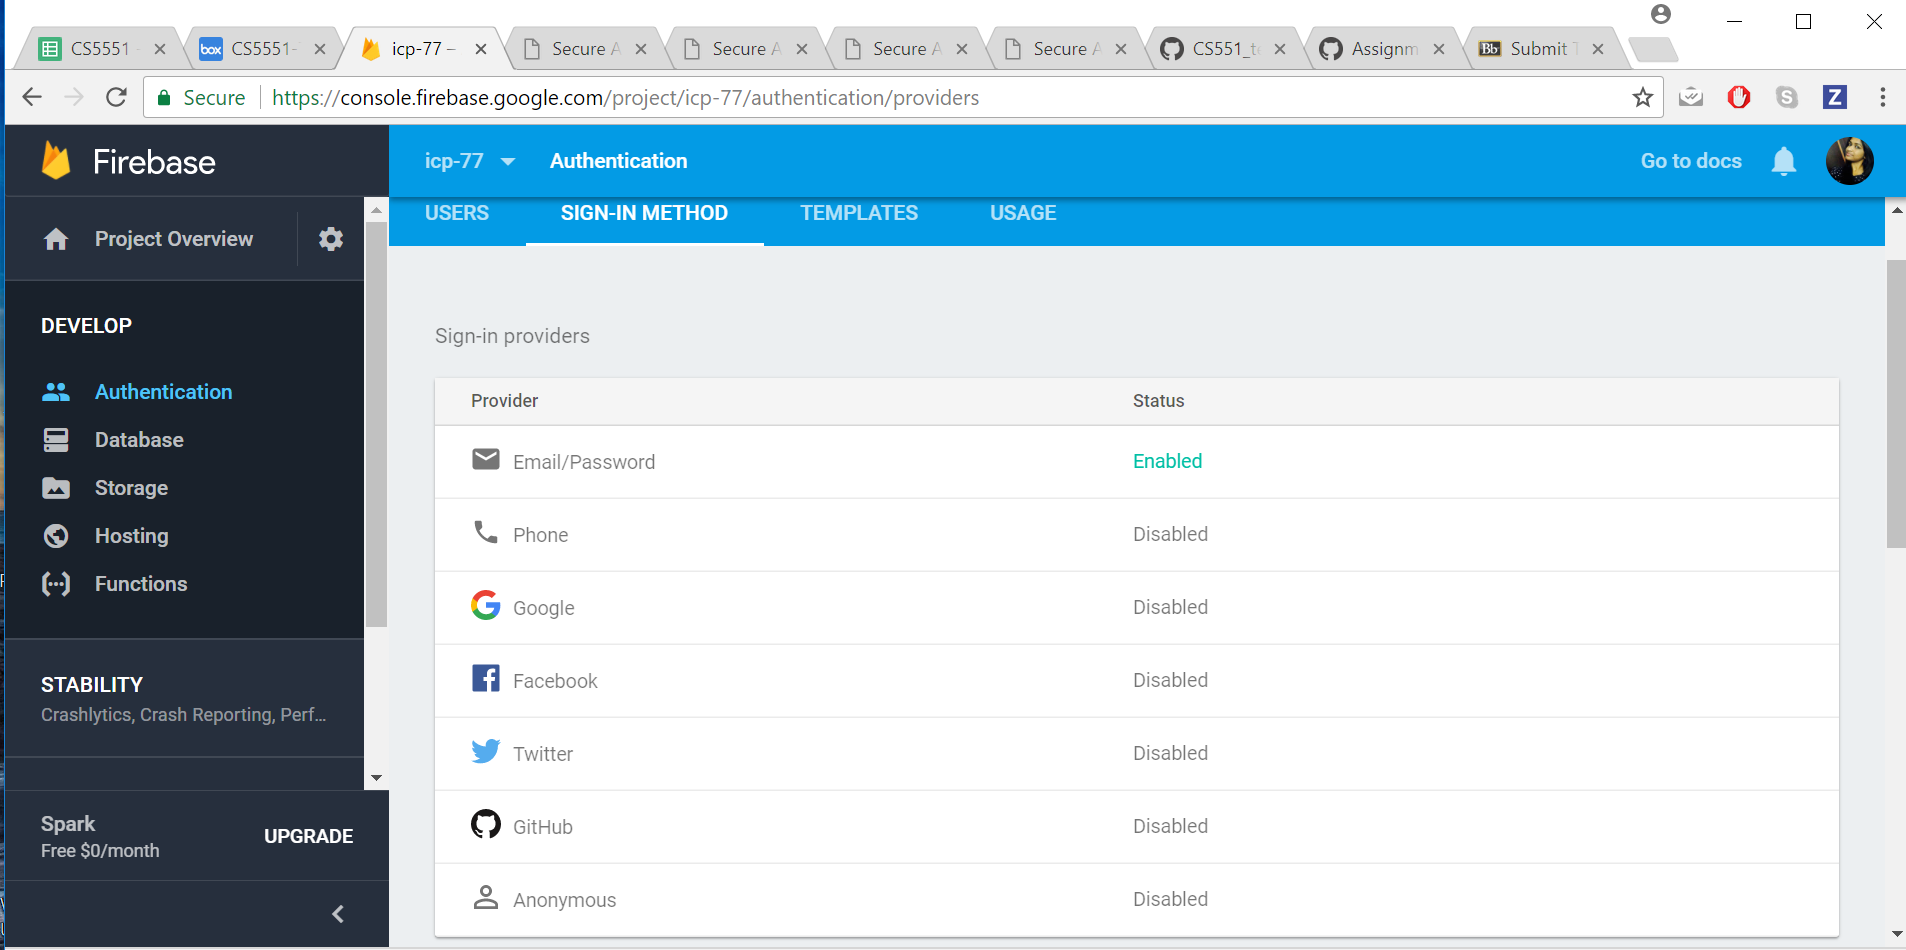 CS5551
box CS5551-
icp-77 –
Secure A
Secure A
Secure A
Secure A
CS551_te
Assignm
Bb Submit T
Secure https://console.firebase.google.com/project/icp-77/authentication/providers
S
Z
Firebase
icp-77 Authentication Go to docs
USERS SIGN-IN METHOD TEMPLATES USAGE
Project Overview
DEVELOP
Authentication
Database
Storage
Hosting
Functions
STABILITY
Crashlytics, Crash Reporting, Perf...
Spark
Free $0/month
UPGRADE
Sign-in providers
Provider Status
Email/Password Enabled
Phone Disabled
Google Disabled
Facebook Disabled
Twitter Disabled
GitHub Disabled
Anonymous Disabled